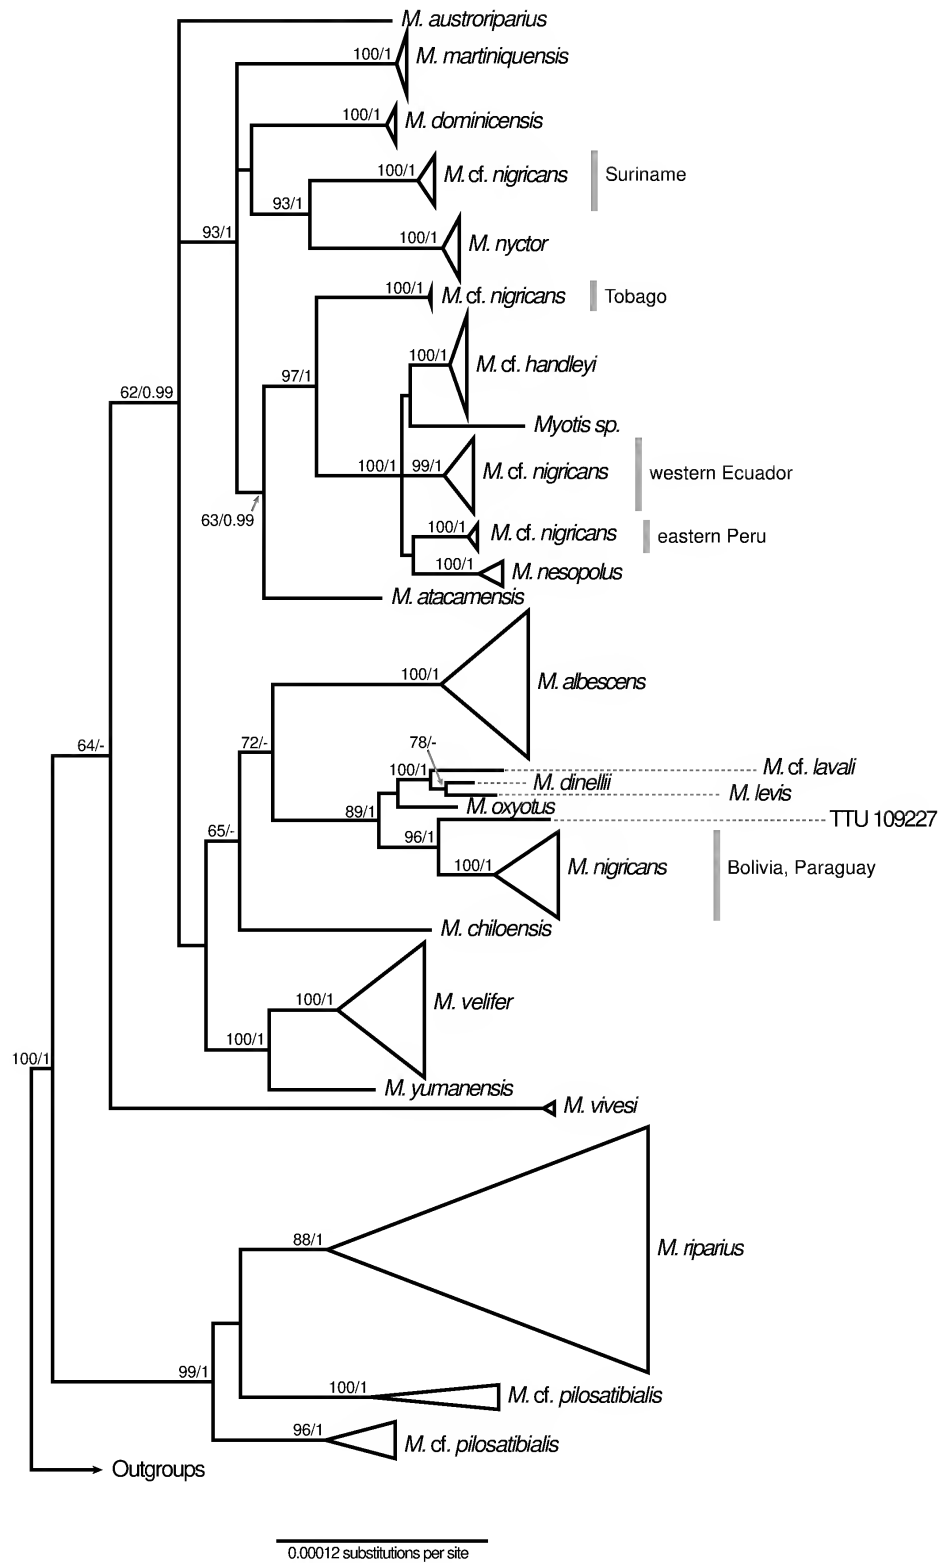 M. austroriparius
100/1 M. martiniquensis
100/1 M. dominicensis
100/1 M. cf. nigricans Suriname
93/1
93/1
100/1 M. nyctor
100/1 M. cf. nigricans Tobago
100/1 M. cf. handleyi
97/1
62/0.99
Myotis sp.
100/1 99/1 M. cf. nigricans western Ecuador
63/0.99
100/1 M. cf. nigricans eastern Peru
100/1 M. nesopolus
M. atacamensis
100/1 M. albescens
72/-
78/-
64/-
100/1 M. cf. lavali
M. dinellii
M. levis
M. oxyotus
89/1
TTU 109227
65/-
96/1
100/1 M. nigricans Bolivia, Paraguay
M. chiloensis
100/1 M. velifer
100/1
100/1
M. yumanensis
M. vivesi
88/1 M. riparius
99/1
100/1 M. cf. pilosatibialis
96/1 M. cf. pilosatibialis
Outgroups
0.00012 substitutions per site